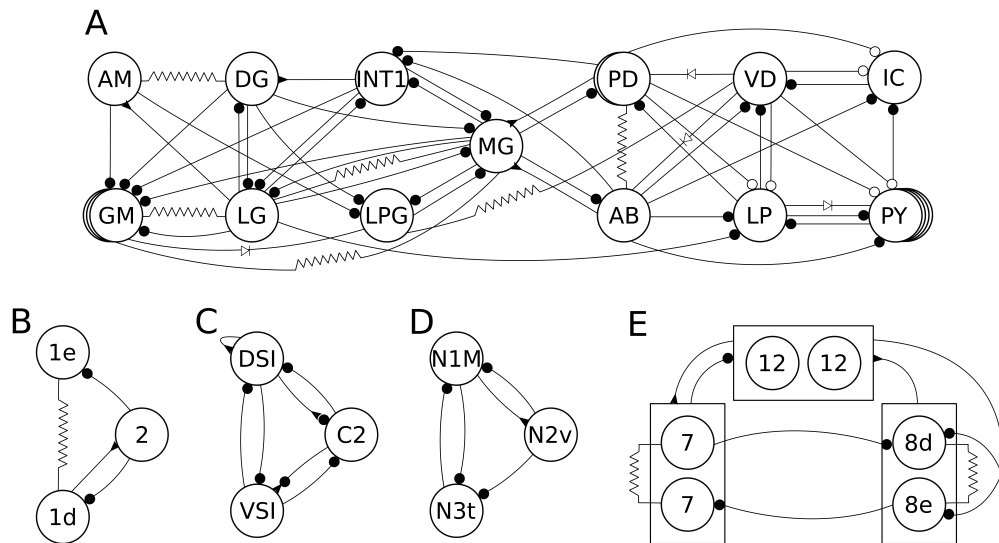 A
AM DG INT1 PD VD IC
MG
GM LG LPG AB LP PY
B C D E
1e DSI N1M 12 12
2 C2 N2v 7 8d
1d VSI N3t 7 8e